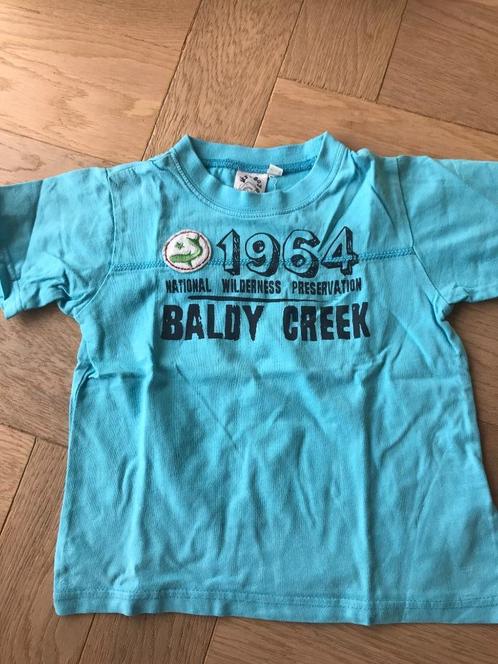 1964
NATIONAL WILDERNESS PRESERVATION
BALDY CREEK